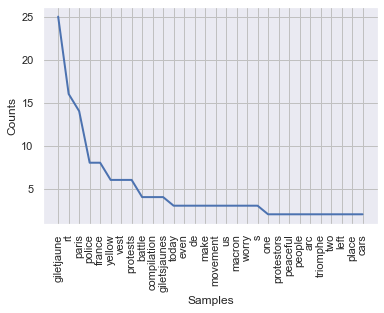 25
20
15
10
5
Counts
giletjaune
rt
paris
police
france
yellow
vest
protests
battle
compilation
giletsjaunes
today
even
de
make
movement
us
macron
worry
s
one
protestors
peaceful
people
arc
triomphe
two
left
place
cars
Samples